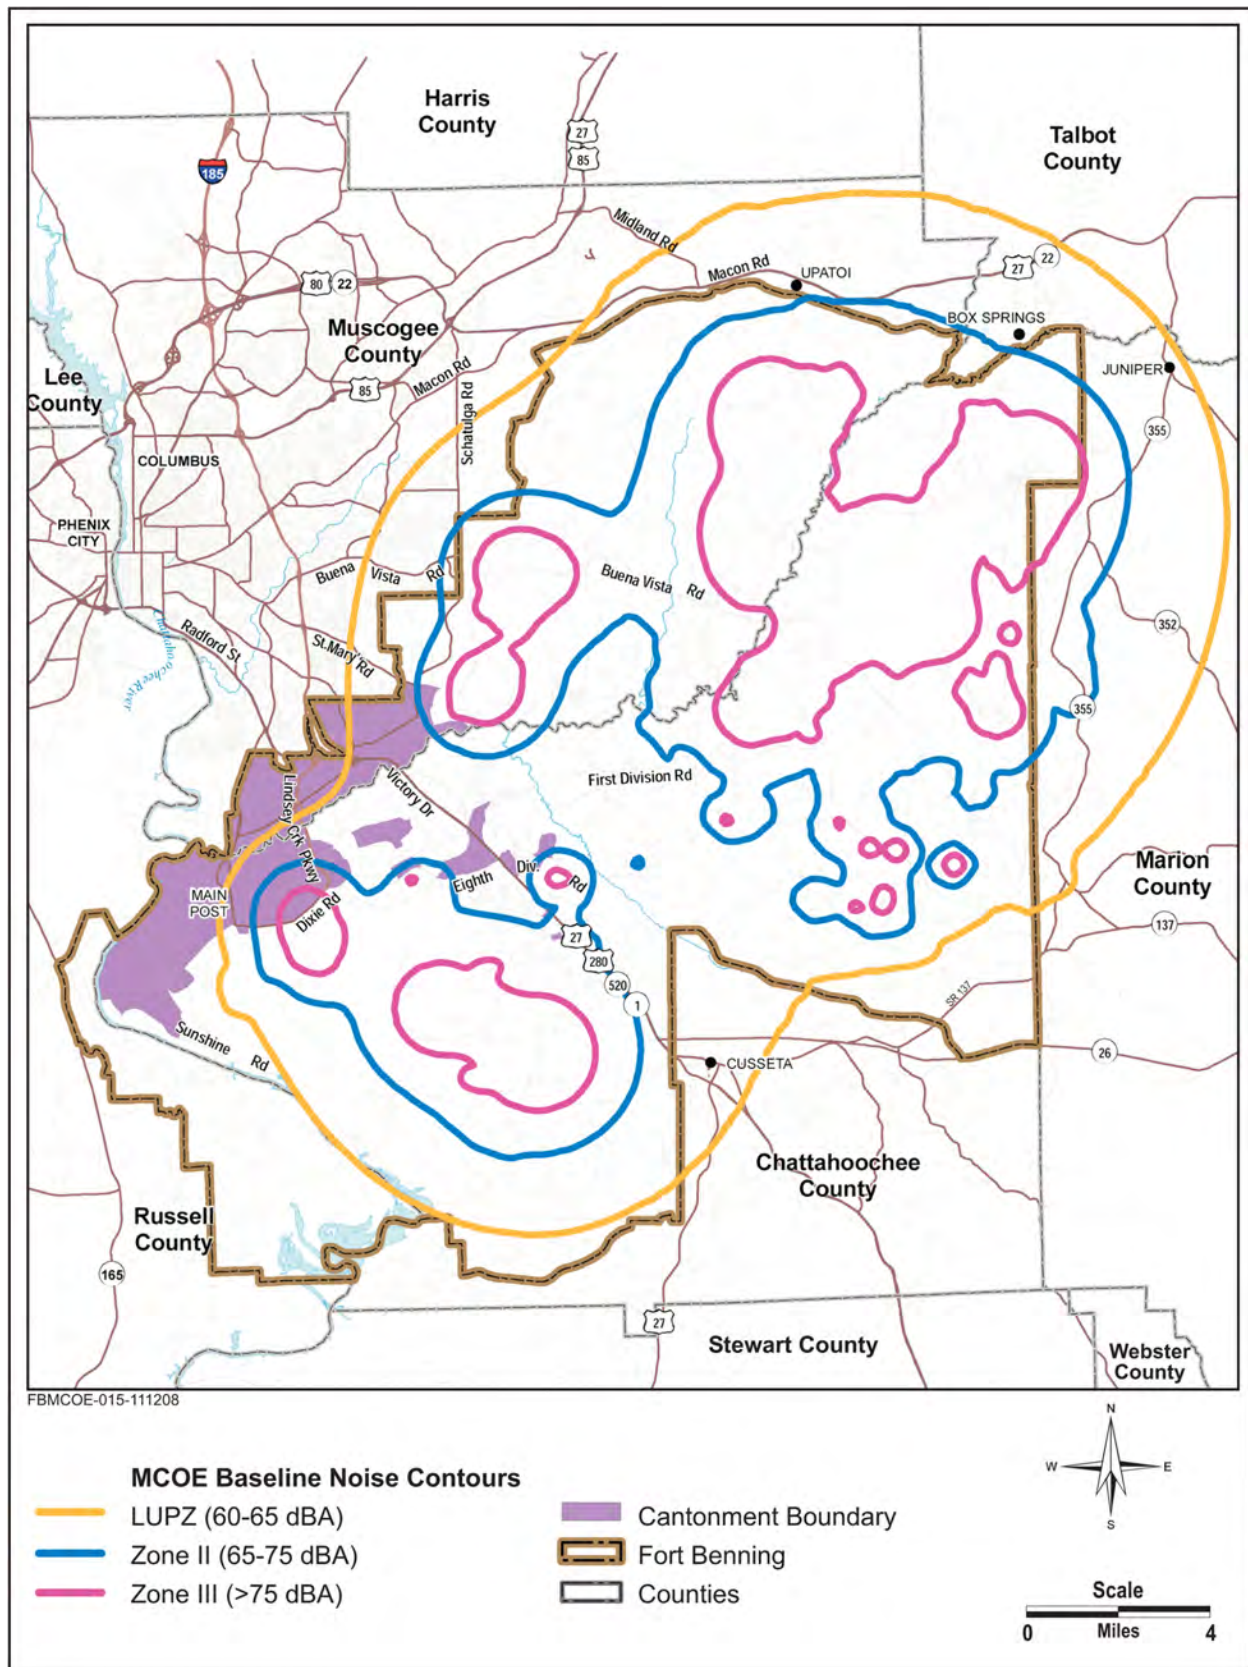 Harris
County
Talbot
County
27
85
185
Midland Rd
22
27
Macon Rd
UPATOI
80
22
BOX SPRINGS
Muscogee
County
Lee
County
JUNIPER
85
Macon Rd
Schatulga Rd
355
COLUMBUS
PHENIX
CITY
Buena Vista Rd
Buena Vista Rd
352
Radford St
St.Mary'Rd
Chattahoochee River
355
First Division Rd
Lindsey Crk Pkwy
Victory Dr
Marion
County
Eighth Div. Rd
MAIN
POST
Dixie Rd
137
27
280
520
1
SR 137
Sunshine Rd
26
CUSSETA
Chattahoochee
County
Russell
County
165
27
Stewart County
Webster
County
FBMCOE-015-111208
N
W E
S
MCOE Baseline Noise Contours
LUPZ (60-65 dBA)
Zone II (65-75 dBA)
Zone III (>75 dBA)
Cantonment Boundary
Fort Benning
Counties
Scale
0 Miles 4